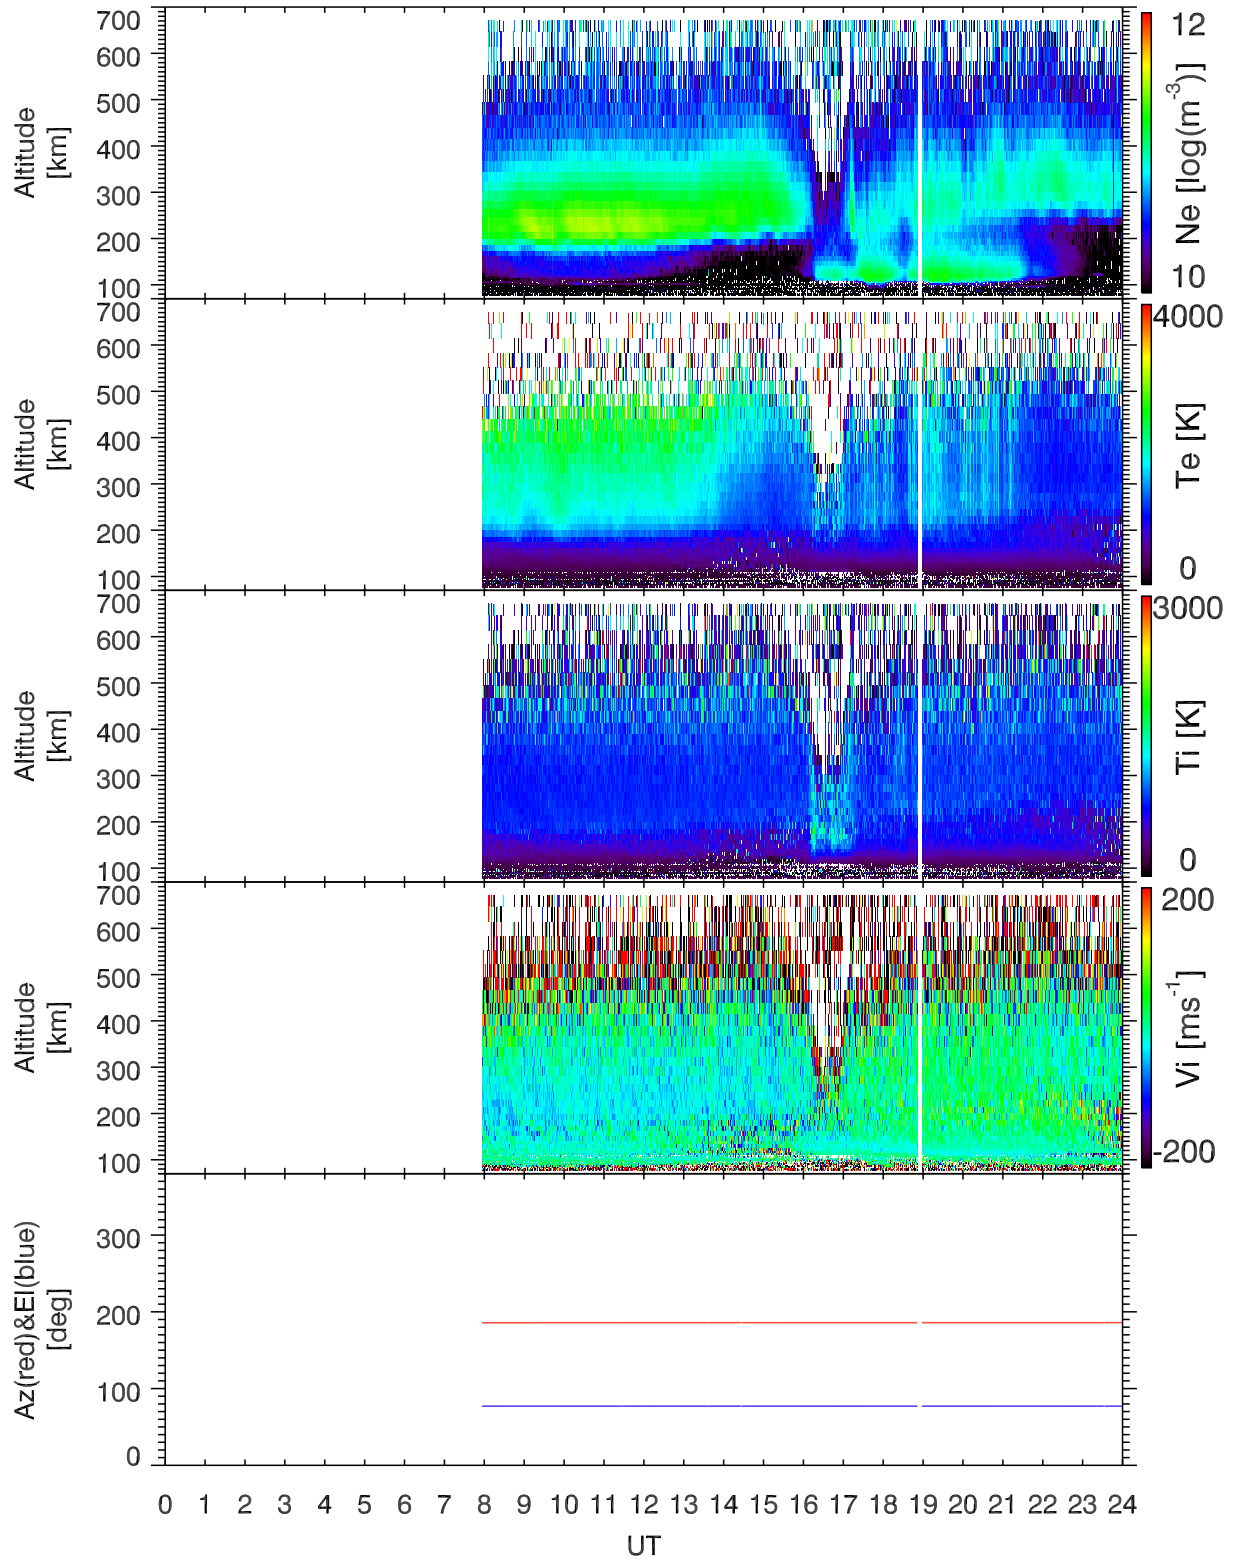 700
600
500
400
300
200
100
Altitude
[km]
12
10
Ne [log(m⁻³)]
700
600
500
400
300
200
100
Altitude
[km]
4000
0
Te [K]
700
600
500
400
300
200
100
Altitude
[km]
3000
0
Ti [K]
700
600
500
400
300
200
100
Altitude
[km]
200
-200
Vi [ms⁻¹]
300
200
100
0
Az(red)&El(blue)
[deg]
0 1 2 3 4 5 6 7 8 9 10 11 12 13 14 15 16 17 18 19 20 21 22 23 24
UT